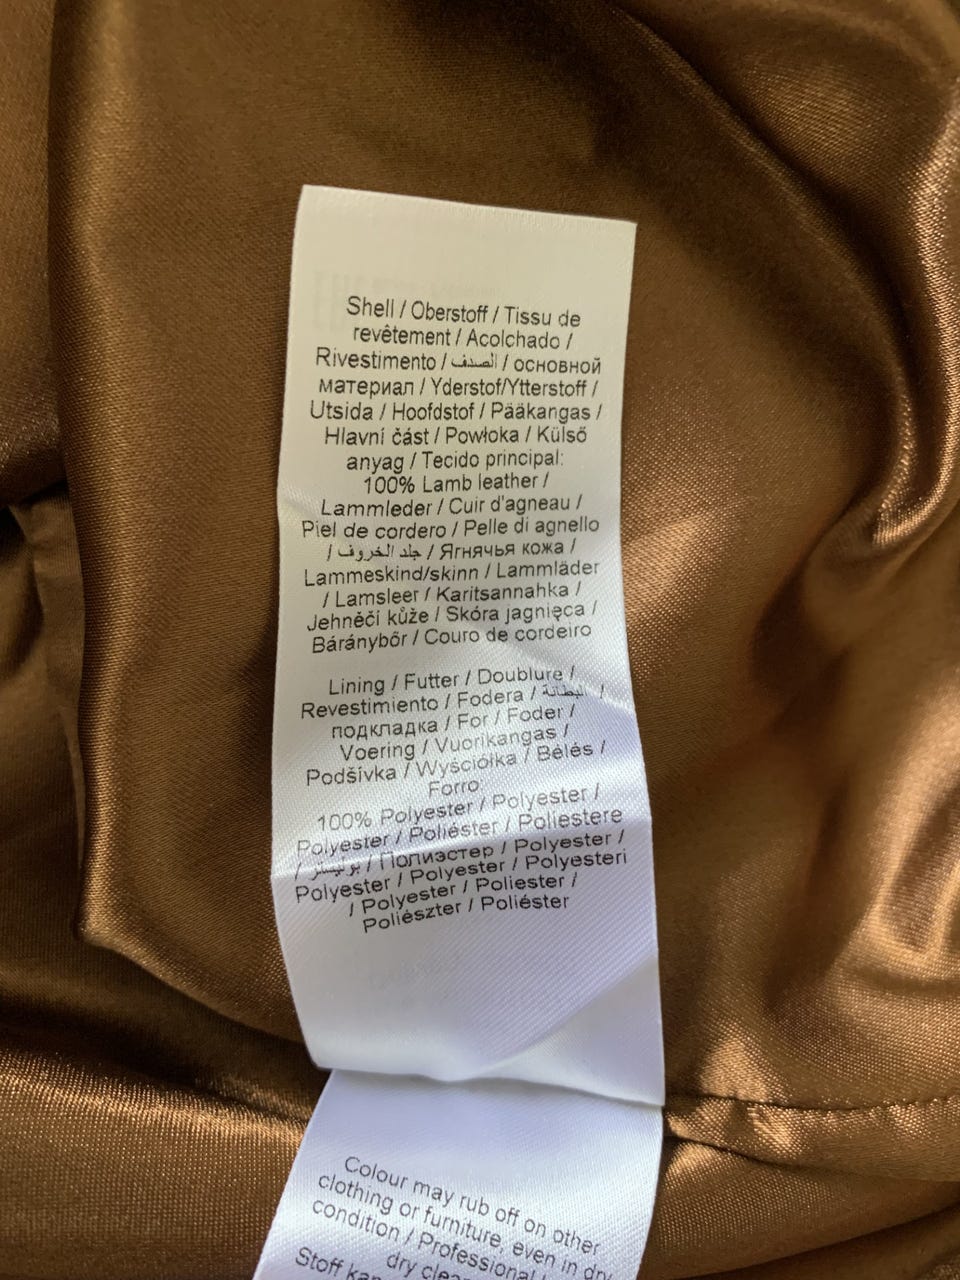 Shell / Oberstoff / Tissu de
revêtement / Acolchado /
Rivestimento / الصدف / основной
материал / Yderstof/Ytterstoff /
Utsida / Hoofdstof / Pääkangas /
Hlavní část / Powłoka / Külső
anyag / Tecido principal:
100% Lamb leather /
Lammleder / Cuir d'agneau /
Piel de cordero / Pelle di agnello
/ جلد الخروف / Ягнячья кожа /
Lammeskind/skinn / Lammläder
/ Lamsleer / Karitsannahka /
Jehněčí kůže / Skóra jagnięca /
Báránybőr / Couro de cordeiro
Lining / Futter / Doublure /
Revestimiento / Fodera / البطانة /
подкладка / For / Foder /
Voering / Vuorikangas /
Podšívka / Wyściółka / Bélés /
Forro:
100% Polyester / Polyester /
Polyester / Poliéster / Poliestere
/ بوليستر / Полиэстер / Polyester /
Polyester / Polyester / Polyesteri
/ Polyester / Poliester /
Poliészter / Poliéster
Colour may rub off on other
clothing or furniture, even in dry
condition / Professional
dry clea
Stoff kan